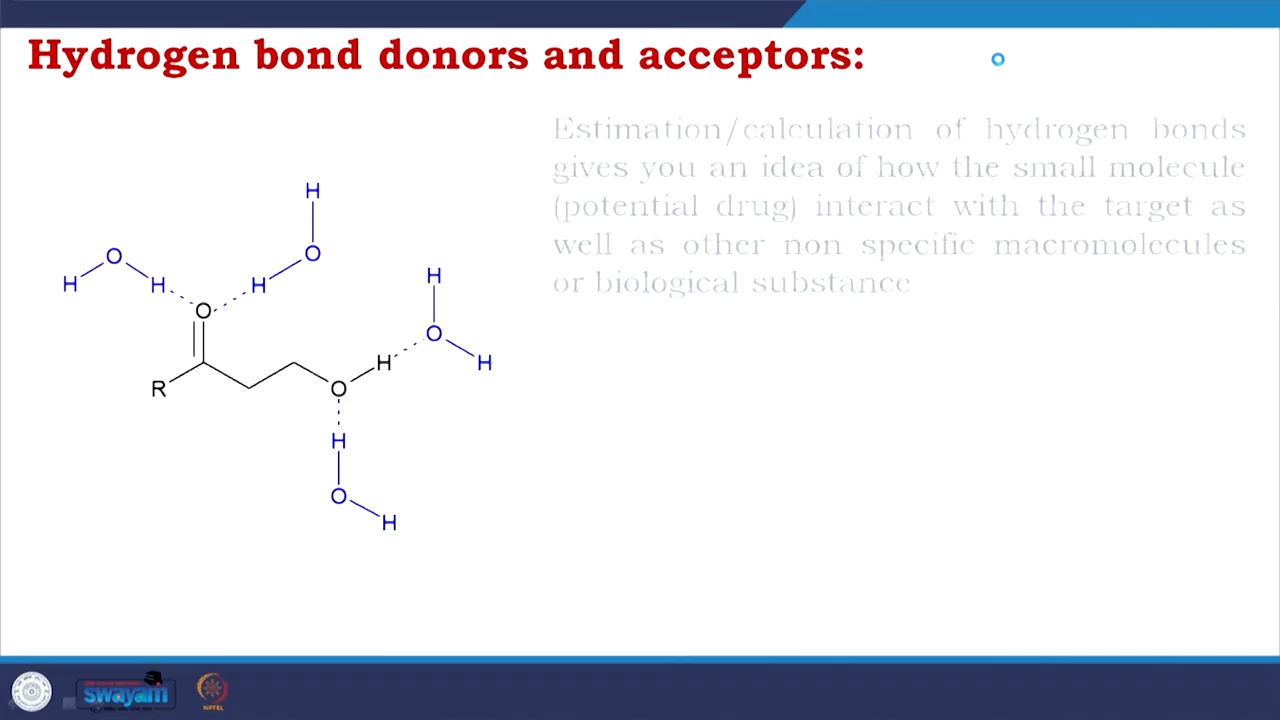 Hydrogen bond donors and acceptors:
Estimation/calculation of hydrogen bonds
gives you an idea of how the small molecule
(potential drug) interact with the target as
well as other non specific macromolecules
or biological substance
H
O
O
H
H
H
H
O
O
H
H
R
O
H
H
O
H
swayam
NPTEL